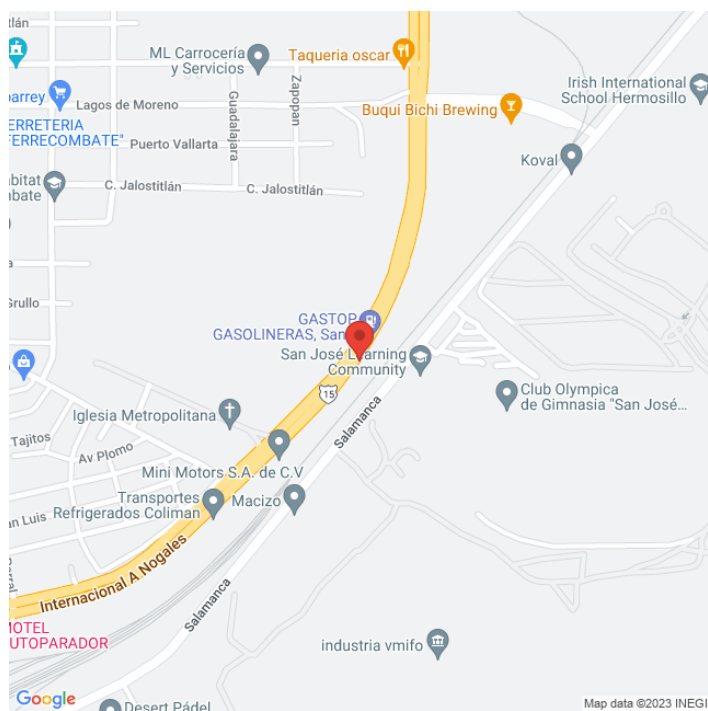 ML Carrocería
y Servicios
Taqueria oscar
Irish International
School Hermosillo
Lagos de Moreno
Guadalajara
Zapopan
Buqui Bichi Brewing
FERRECOMBATE"
Puerto Vallarta
Koval
C. Jalostitlán
C. Jalostitlán
GASTOP
GASOLINERAS, San
San José Learning
Community
15
Club Olympica
de Gimnasia "San José...
Iglesia Metropolitana
Salamanca
Tajitos
Av Plomo
Mini Motors S.A. de C.V
Transportes
Refrigerados Coliman
Macizo
an Luis
Internacional A Nogales
Salamanca
MOTEL
AUTOPARADOR
industria vmifo
Google
Desert Pádel
Map data ©2023 INEGI